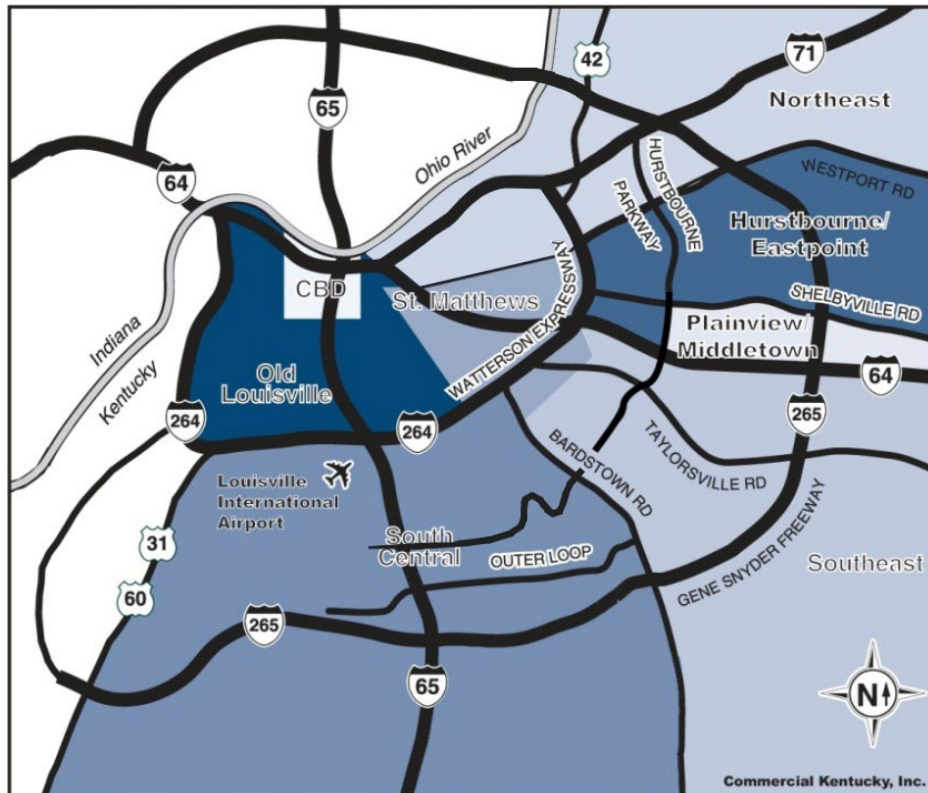 42
71
65
Northeast
Ohio River
64
HURSTBOURNE
PARKWAY
WESTPORT RD
Hurstbourne/
Eastpoint
WATTERSON EXPRESSWAY
CBD
St. Matthews
SHELBYVILLE RD
Indiana
Kentucky
Plainview/
Middletown
Old
Louisville
64
264
264
265
BARDSTOWN RD
TAYLORSVILLE RD
Louisville
International
Airport
31
South
Central
OUTER LOOP
GENE SNYDER FREEWAY
Southeast
60
265
65
N
Commercial Kentucky, Inc.